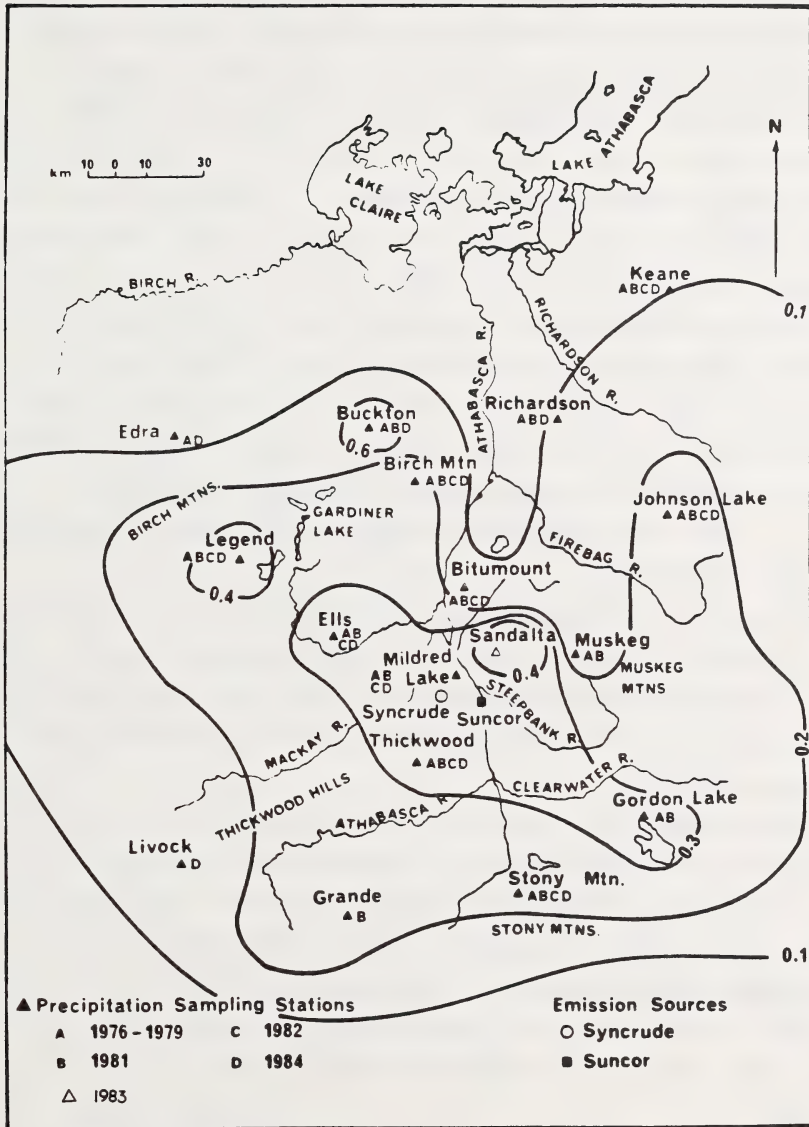 N
10 0 10 30
km
LAKE ATHABASCA
LAKE CLAIRE
BIRCH R.
Keane
ABCD
0.1
RICHARDSON R.
ATHABASCA R.
Richardson
ABD
Buckton
ABD
0.6
Edra
AD
Birch Mtn
ABCD
BIRCH MTNS.
GARDINER LAKE
Johnson Lake
ABCD
Legend
ABCD
0.4
FIREBAG R.
Bitumount
ABCD
Ells
AB
CD
Sandalta
0.4
Muskeg
AB
MUSKEG MTNS
Mildred Lake
AB
CD
Syncrude
Suncor
STEEPBANK R.
0.2
MACKAY R.
Thickwood
ABCD
THICKWOOD HILLS
CLEARWATER R.
ATHABASCA R.
Gordon Lake
AB
0.3
Livock
D
Grande
B
Stony Mtn.
ABCD
STONY MTNS.
0.1
Precipitation Sampling Stations
A 1976-1979 C 1982
B 1981 D 1984
1983
Emission Sources
Syncrude
Suncor